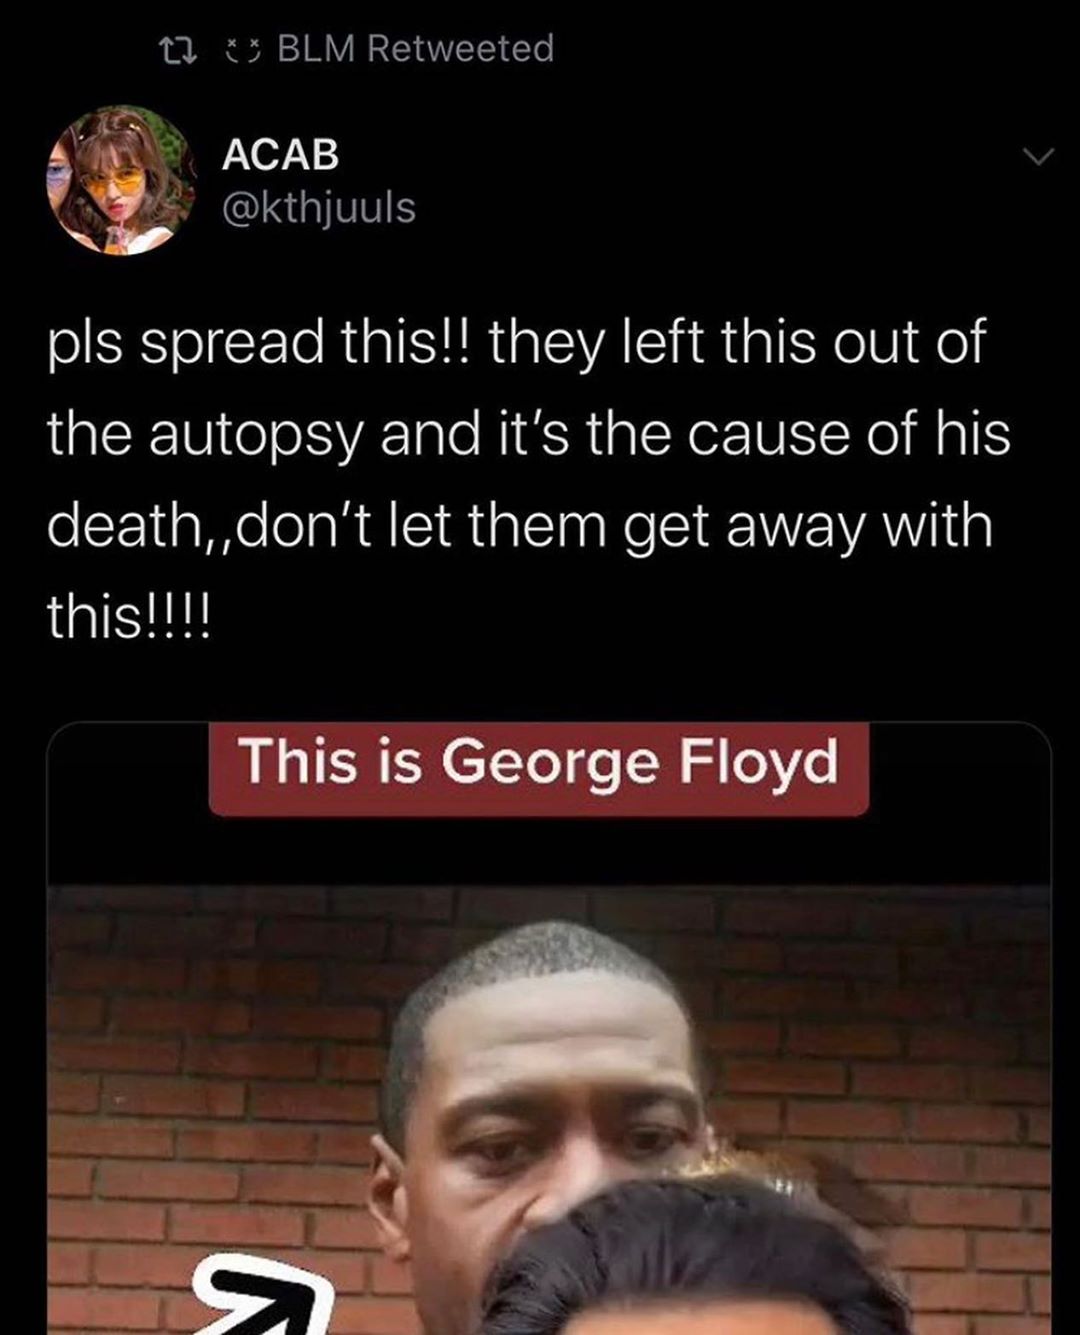 BLM Retweeted
ACAB
@kthjuuls
pls spread this!! they left this out of
the autopsy and it's the cause of his
death,,don't let them get away with
this!!!!
This is George Floyd